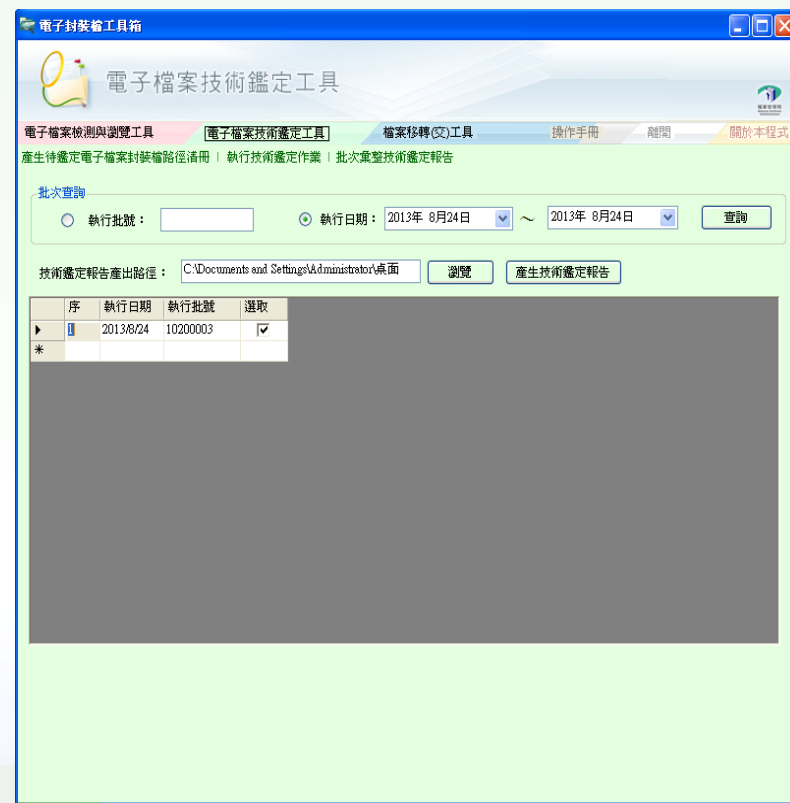 電子封裝檔工具箱
電子檔案技術鑑定工具
電子檔案檢測與瀏覽工具 電子檔案技術鑑定工具 檔案移轉(交)工具 操作手冊 離開 關於本程式
產生待鑑定電子檔案封裝檔路徑清冊 | 執行技術鑑定作業 | 批次彙整技術鑑定報告
批次查詢
執行批號： 執行日期： 2013年 8月24日 ～ 2013年 8月24日 查詢
技術鑑定報告產出路徑： C:\Documents and Settings\Administrator\桌面 瀏覽 產生技術鑑定報告
序 執行日期 執行批號 選取
1 2013/8/24 10200003